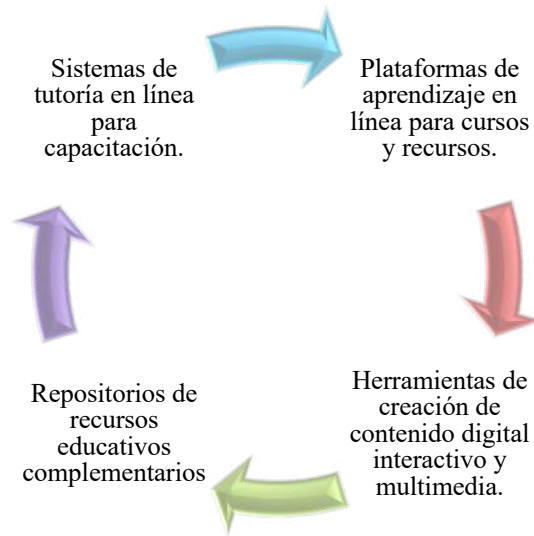 Sistemas de
tutoría en línea
para
capacitación.
Plataformas de
aprendizaje en
línea para cursos
y recursos.
Herramientas de
creación de
contenido digital
interactivo y
multimedia.
Repositorios de
recursos
educativos
complementarios